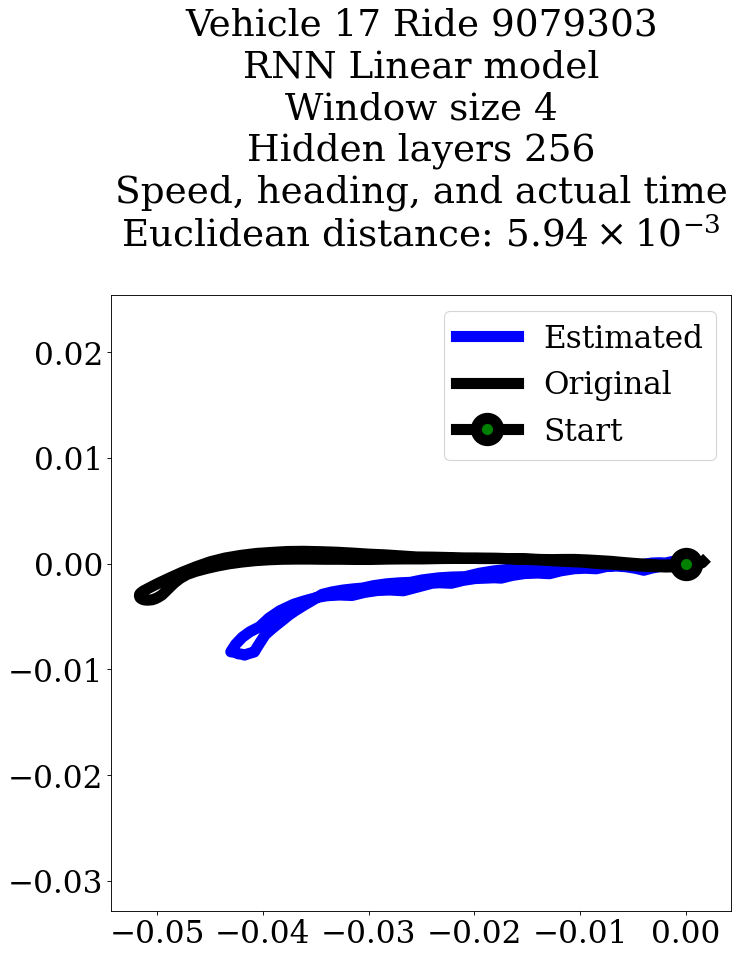 Vehicle 17 Ride 9079303
RNN Linear model
Window size 4
Hidden layers 256
Speed, heading, and actual time
Euclidean distance: 5.94 × 10⁻³
Estimated
Original
Start
0.02
0.01
0.00
−0.01
−0.02
−0.03
−0.05 −0.04 −0.03 −0.02 −0.01 0.00